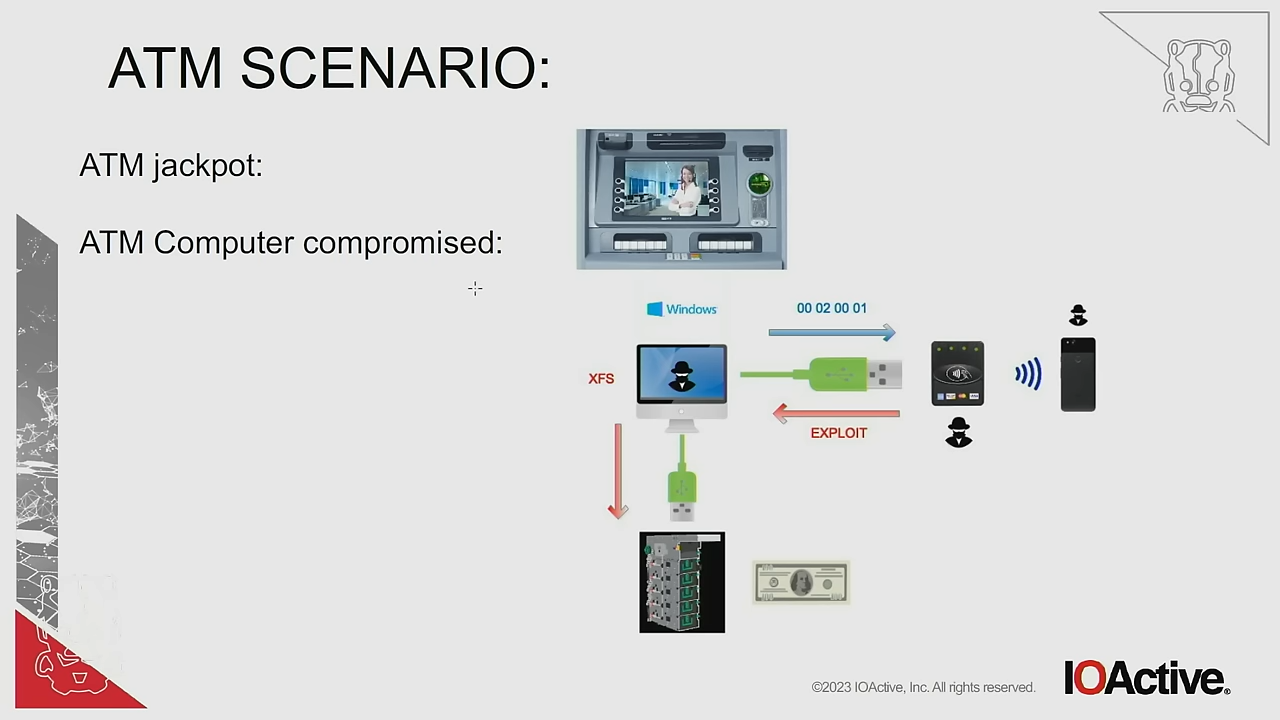 ATM SCENARIO:
ATM jackpot:
ATM Computer compromised:
Windows
00 02 00 01
XFS
EXPLOIT
©2023 IOActive, Inc. All rights reserved.
IOActive.